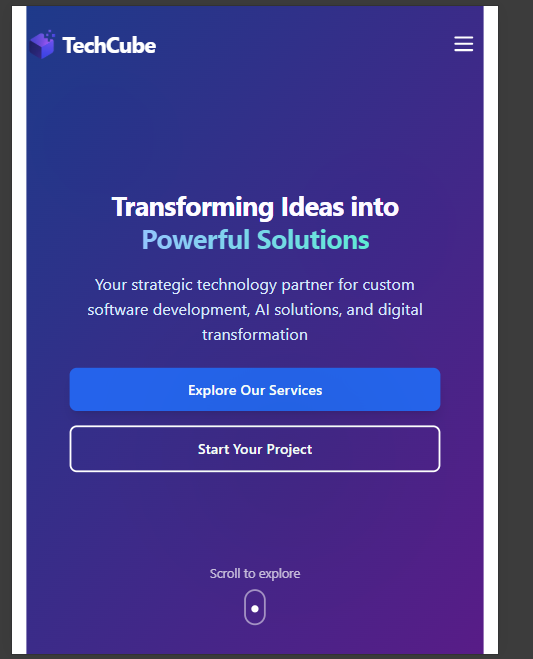 TechCube
Transforming Ideas into
Powerful Solutions
Your strategic technology partner for custom
software development, AI solutions, and digital
transformation
Explore Our Services
Start Your Project
Scroll to explore